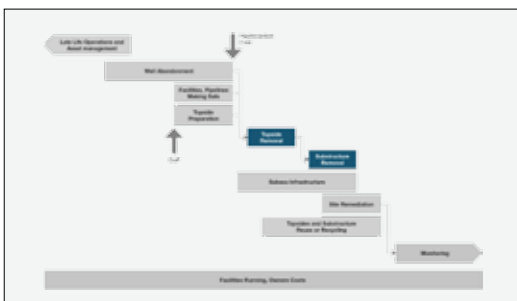 Late Life Operations and
Asset management
Well Abandonment
Facilities, Pipelines
Making Safe
Topside
Preparation
Topside
Removal
Substructure
Removal
Subsea Infrastructure
Site Remediation
Topsides and Substructure
Reuse or Recycling
Monitoring
Facilities Running, Owners Costs